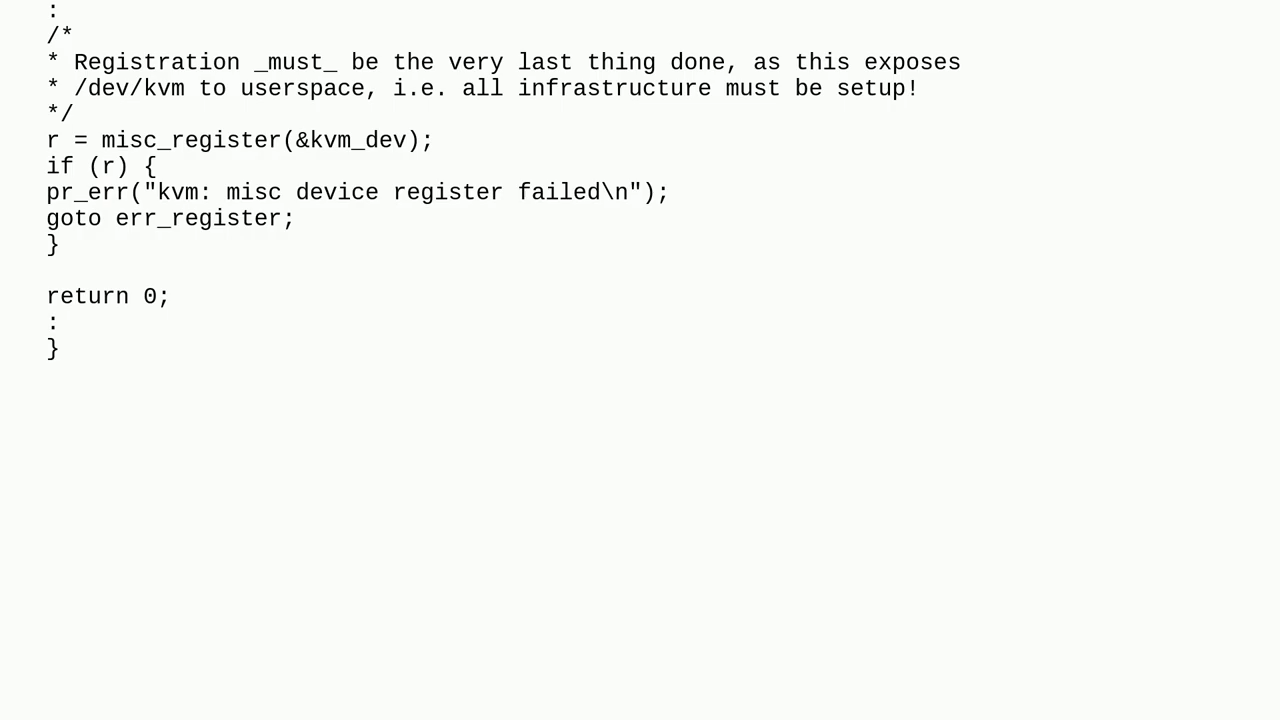 :
/*
* Registration _must_ be the very last thing done, as this exposes
* /dev/kvm to userspace, i.e. all infrastructure must be setup!
*/
r = misc_register(&kvm_dev);
if (r) {
pr_err("kvm: misc device register failed\n");
goto err_register;
}

return 0;
:
}